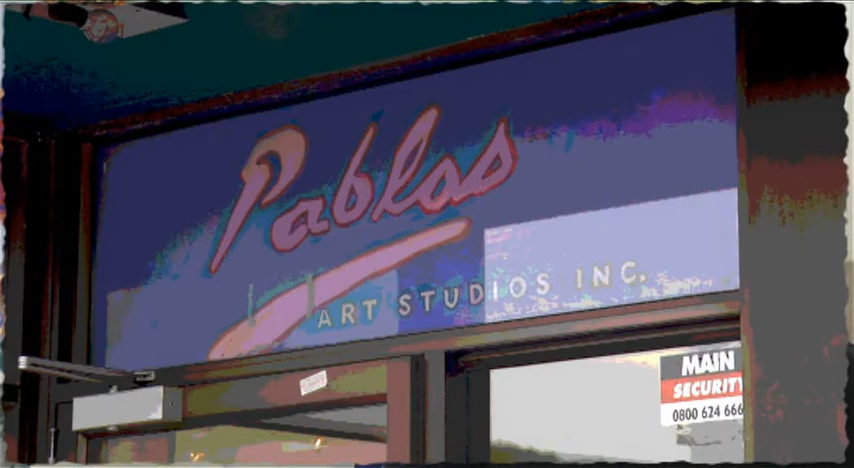 Pablos
ART STUDIOS INC.
MAIN
SECURITY
0800 624 666